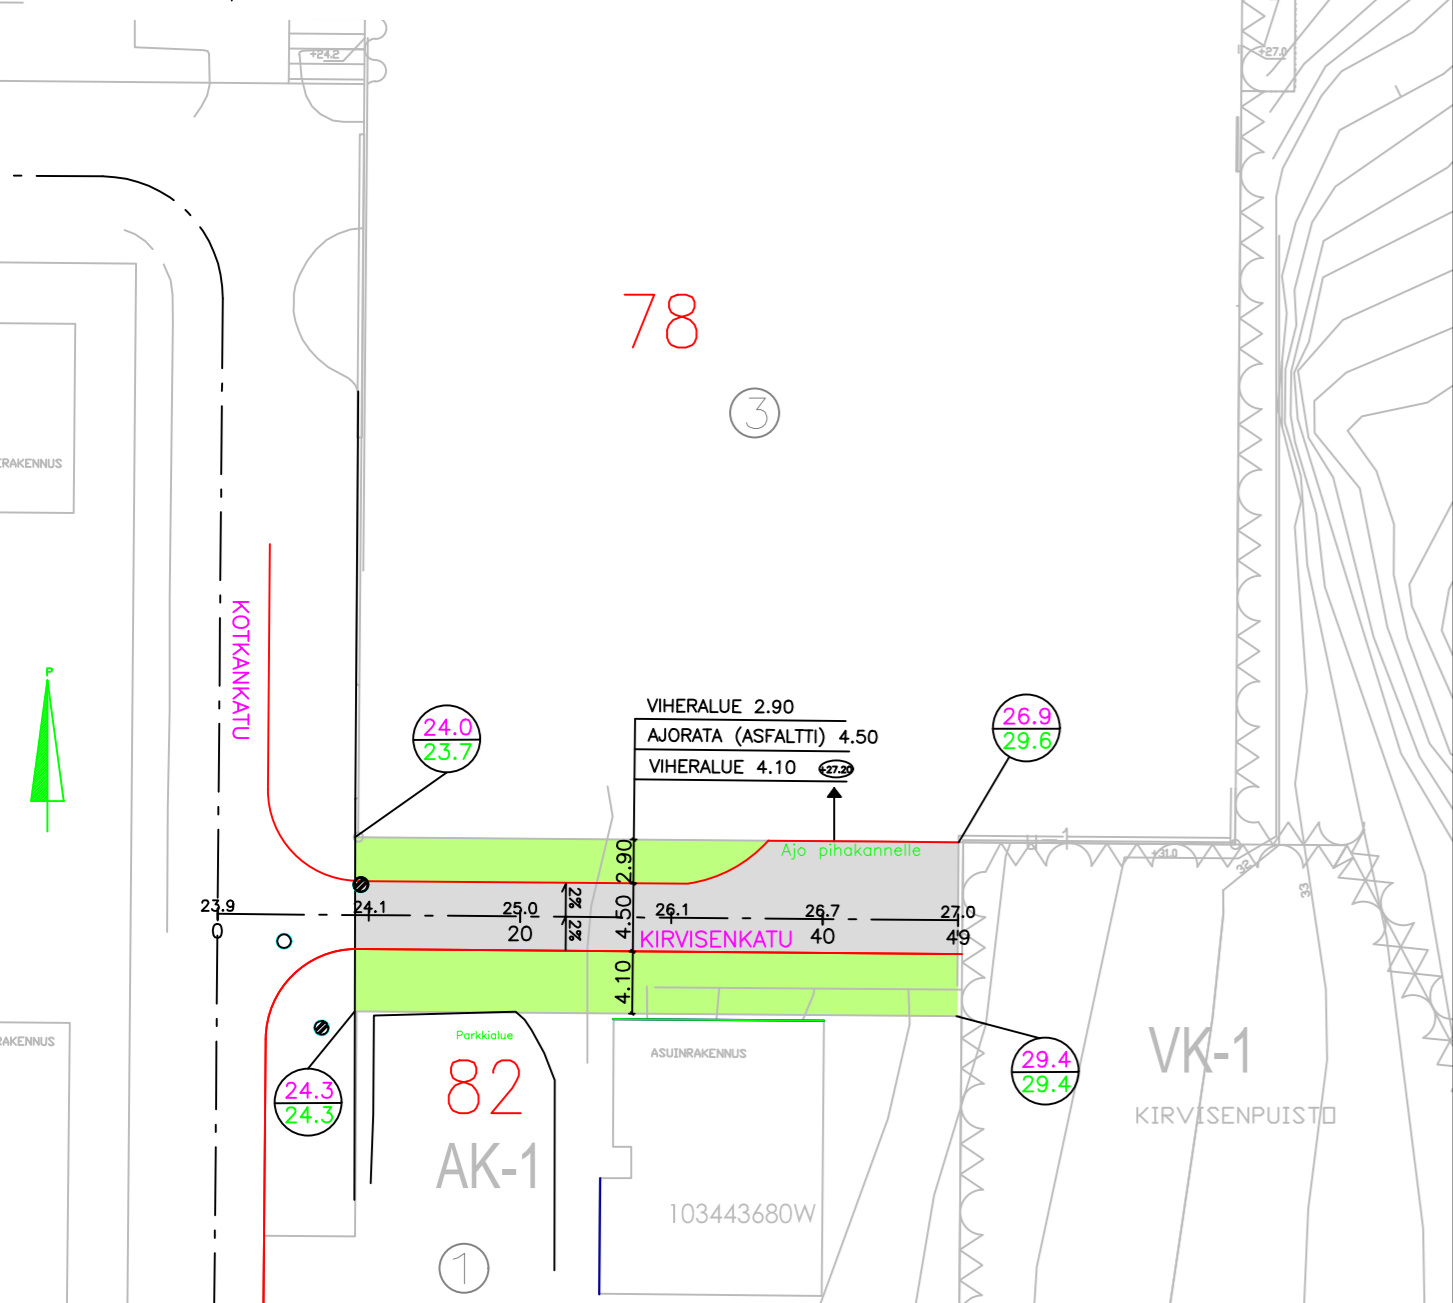 +24.2
+27.0
78
3
ERAKENNUS
KOTKANKATU
P
24.0
23.7
VIHERALUE 2.90
AJORATA (ASFALTTI) 4.50
VIHERALUE 4.10
+27.20
26.9
29.6
Ajo pihakannelle
2.90
4.50
4.10
2%
2%
23.9
24.1
25.0
26.1
26.7
27.0
0
20
KIRVISENKATU
40
49
+31.0
32
33
Parkkialue
82
AK-1
1
24.3
24.3
ASUINRAKENNUS
103443680W
29.4
29.4
VK-1
KIRVISENPUISTO
RAKENNUS